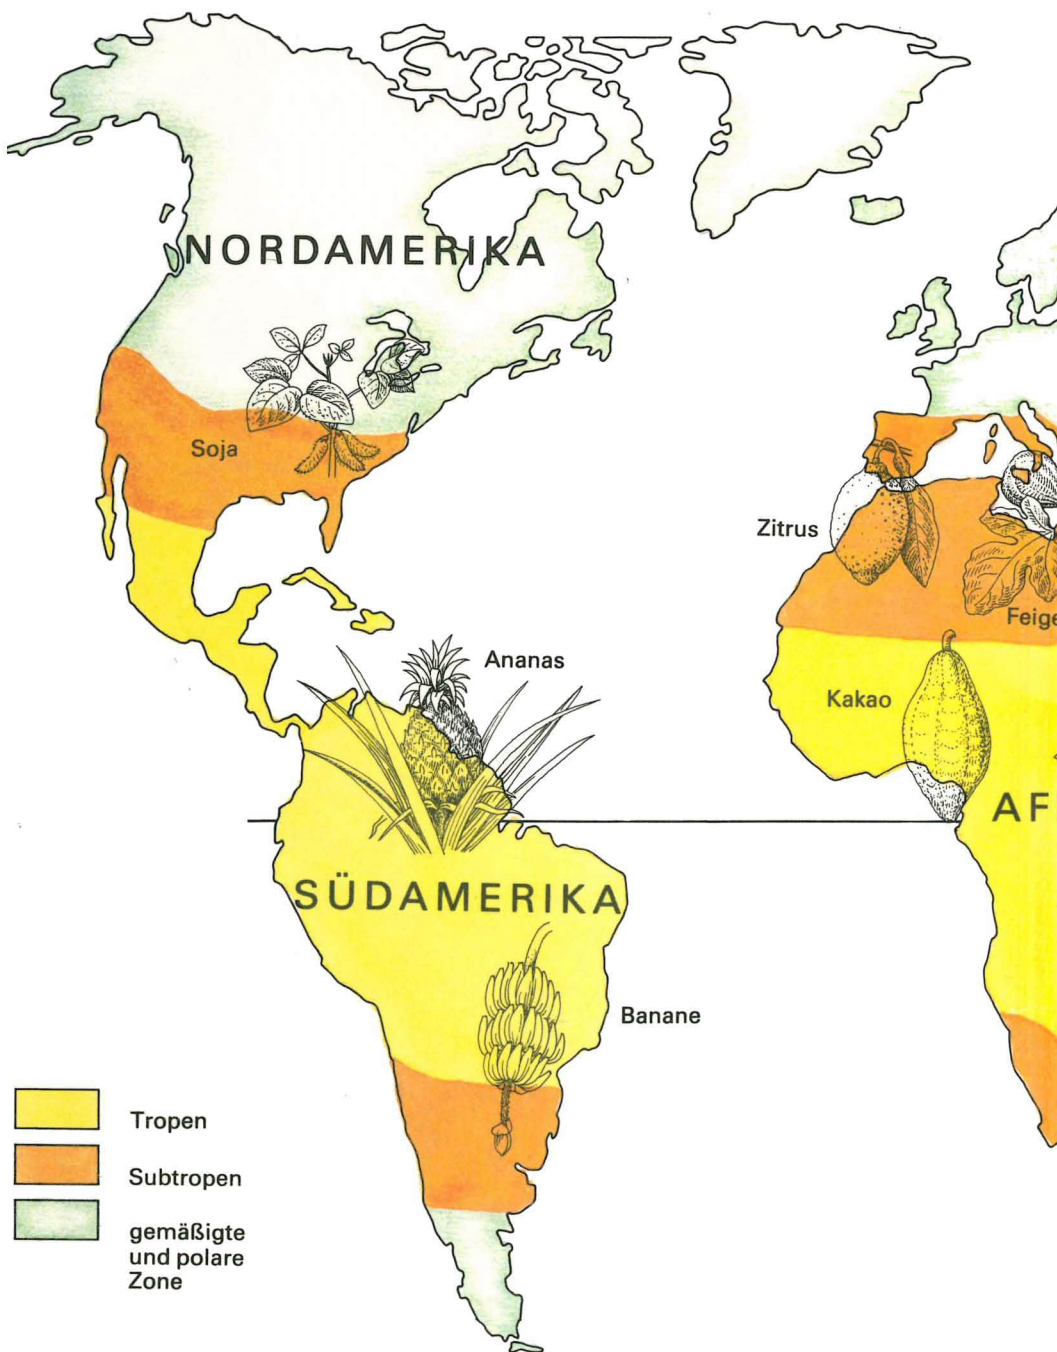 NORDAMERIKA
Soja
Zitrus
Feige
Ananas
Kakao
AF
SÜDAMERIKA
Banane
Tropen
Subtropen
gemäßigte
und polare
Zone